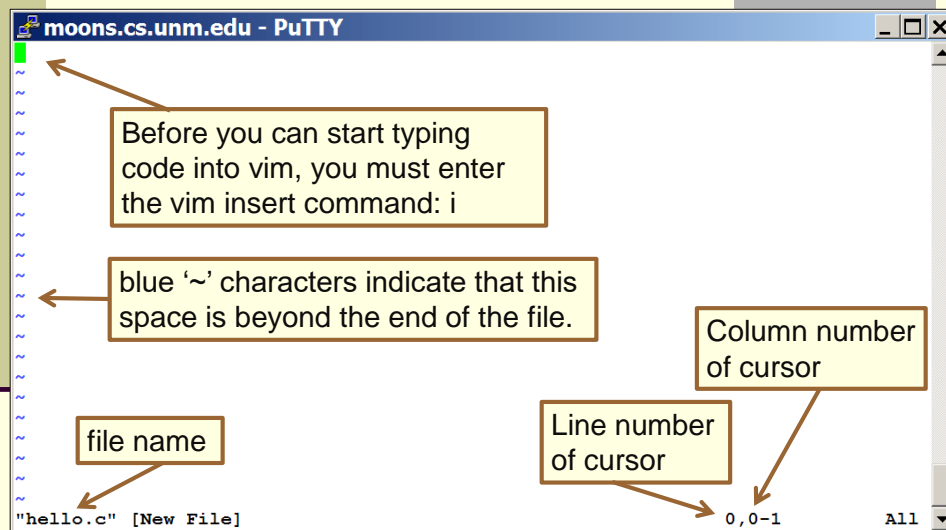 moons.cs.unm.edu - PuTTY
~
~
~
~
Before you can start typing
code into vim, you must enter
the vim insert command: i
~
~
~
~
~
~
blue ‘~’ characters indicate that this
space is beyond the end of the file.
~
~
~
~
Column number
of cursor
~
~
~
~
file name
Line number
of cursor
~
~
~
"hello.c" [New File]
0,0-1
All